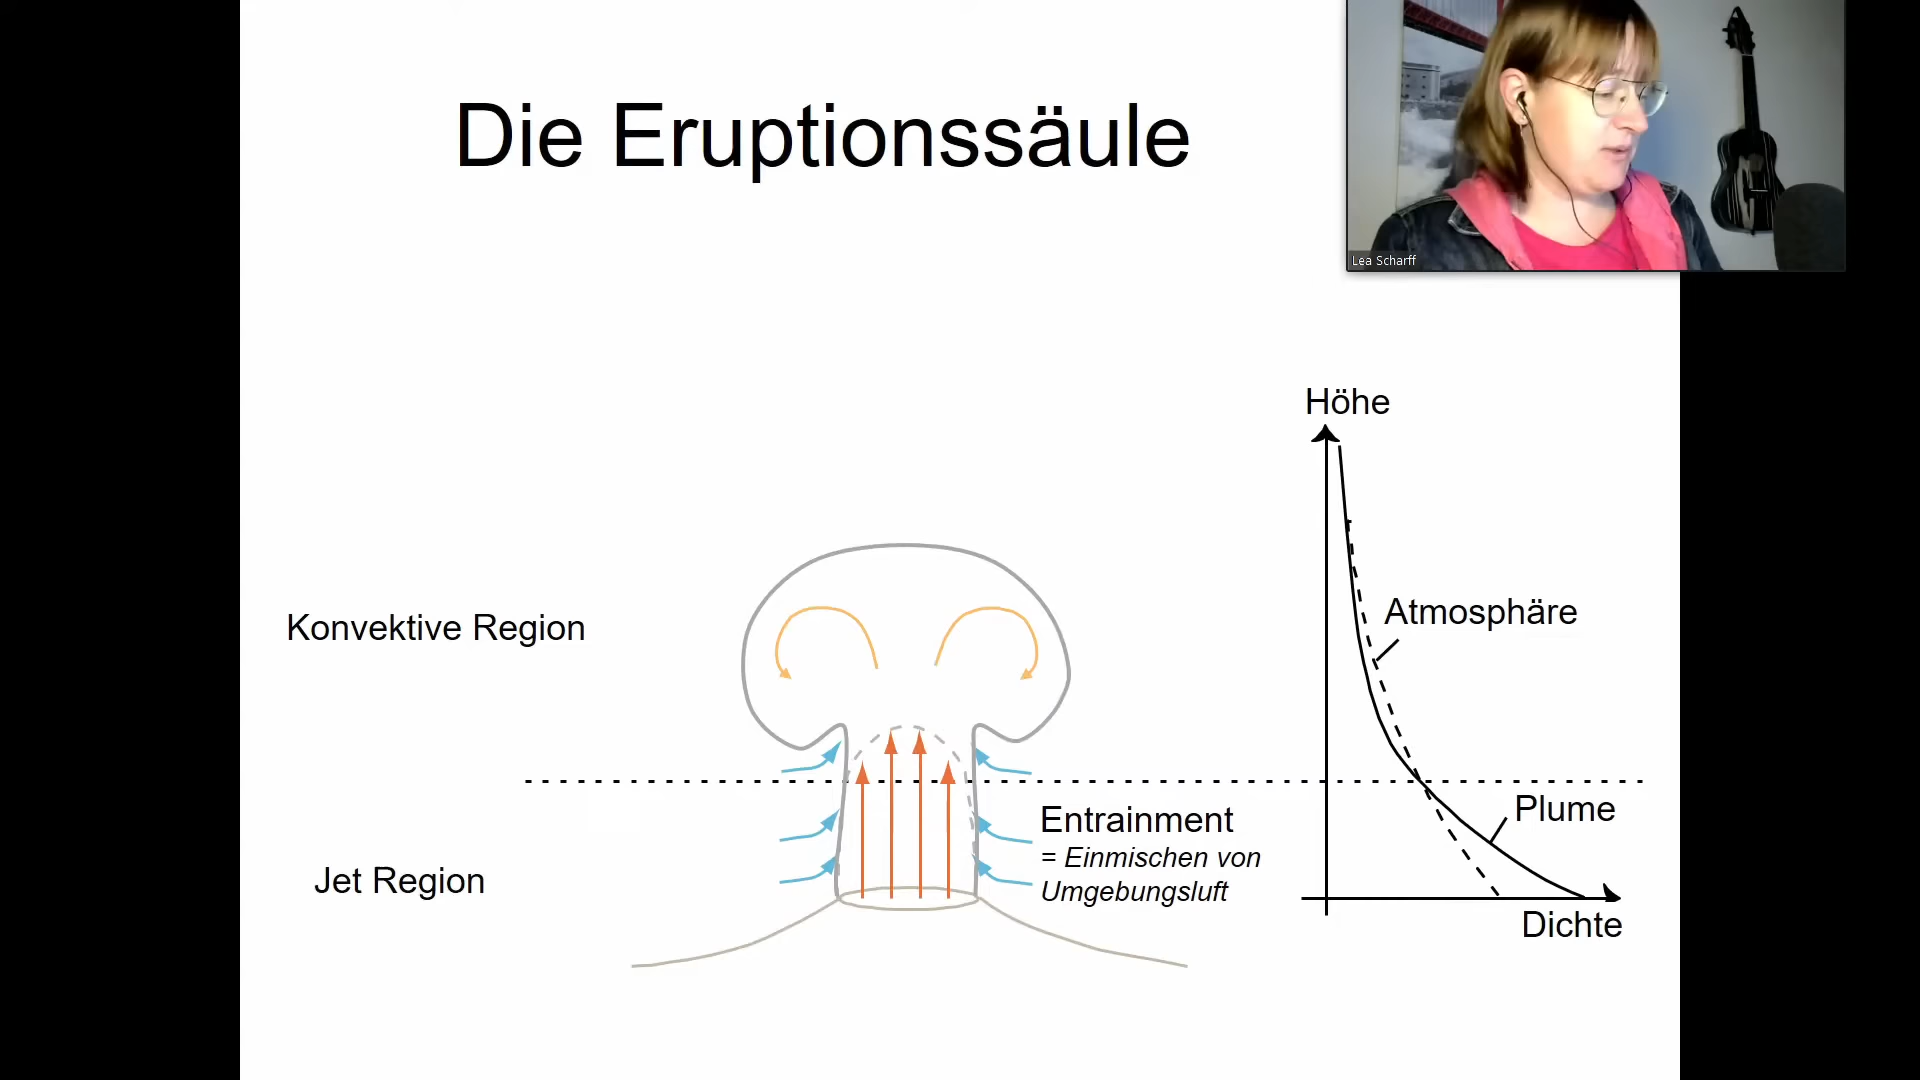 Die Eruptionssäule
Lea Scharff
Höhe
Konvektive Region
Atmosphäre
Entrainment
= Einmischen von
Umgebungsluft
Plume
Jet Region
Dichte